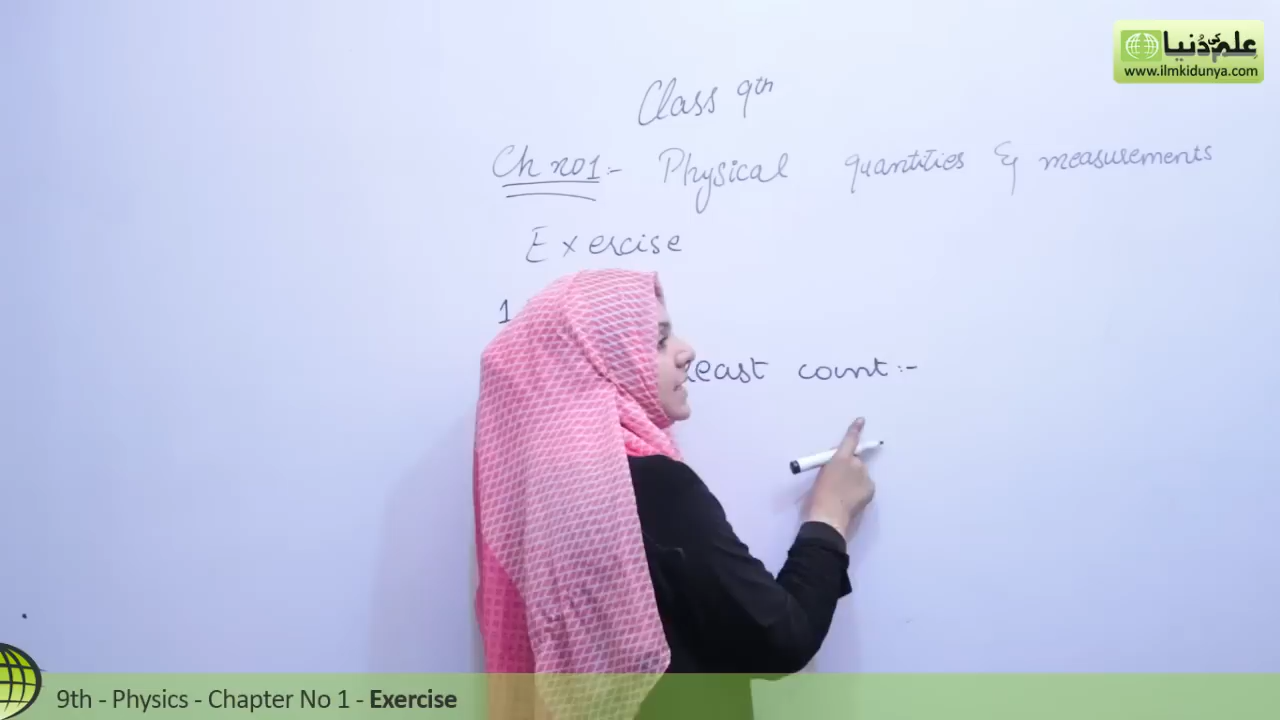 علم کی دُنیا
www.ilmkidunya.com
Class 9th
Ch no1:- Physical quantities & measurements
Exercise
1
Least count:-
9th - Physics - Chapter No 1 - Exercise